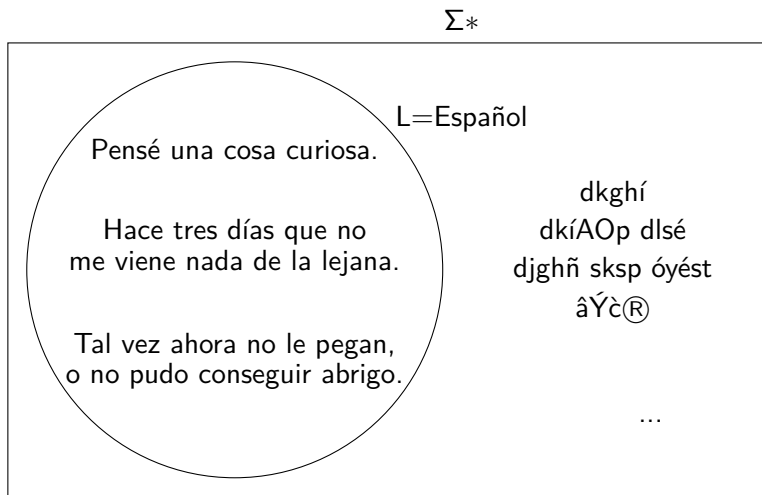 Σ∗
L=Español
Pensé una cosa curiosa.
Hace tres días que no
me viene nada de la lejana.
Tal vez ahora no le pegan,
o no pudo conseguir abrigo.
dkghí
dkíAOp dlsé
djghñ sksp óyést
âÝc̀®
...